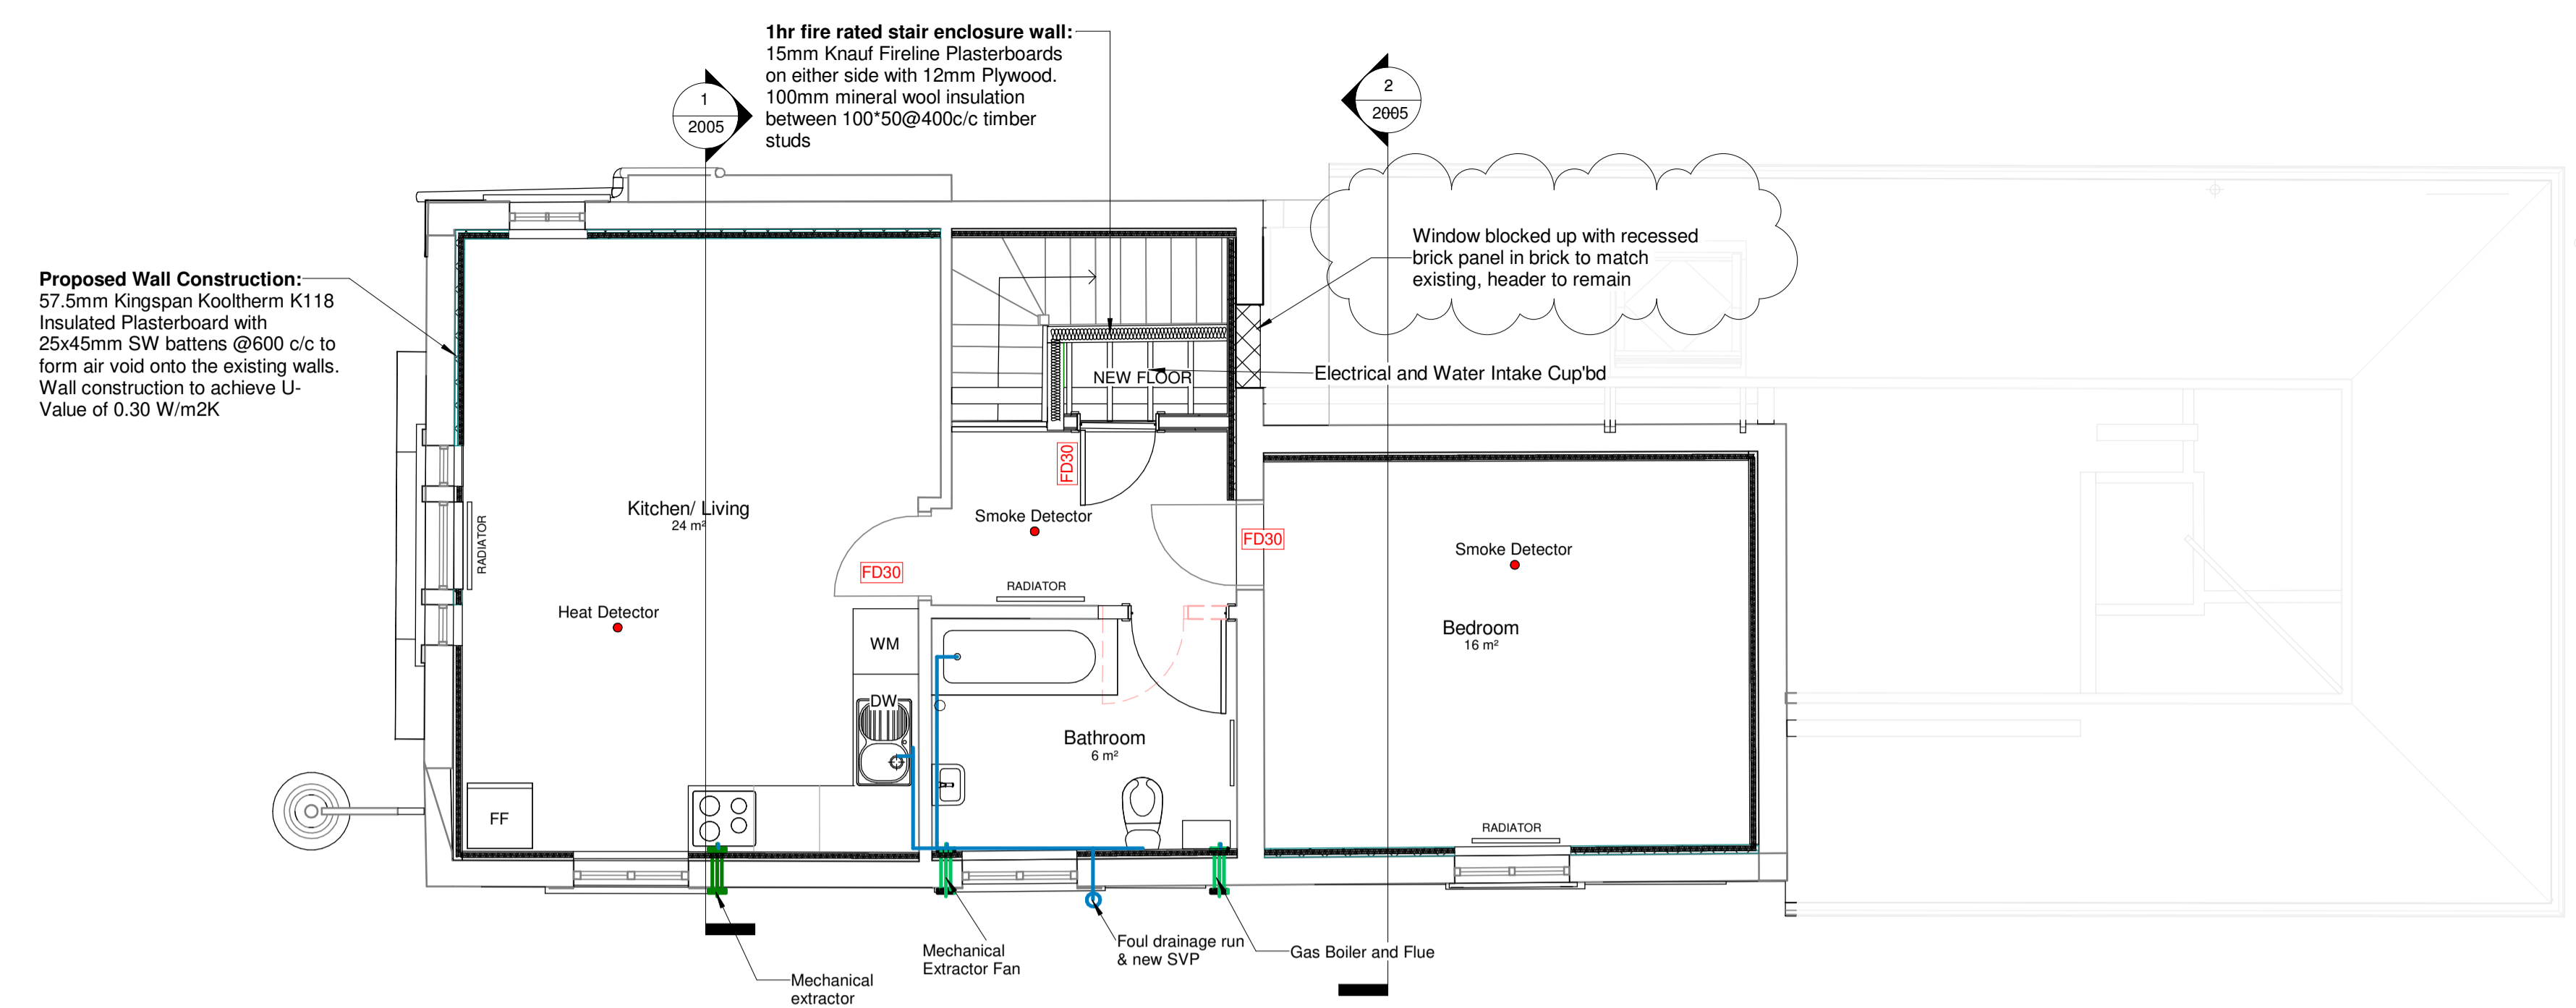 1hr fire rated stair enclosure wall:
15mm Knauf Fireline Plasterboards
on either side with 12mm Plywood.
100mm mineral wool insulation
between 100*50@400c/c timber
studs
1
2005
2
2005
Window blocked up with recessed
brick panel in brick to match
existing, header to remain
Proposed Wall Construction:
57.5mm Kingspan Kooltherm K118
Insulated Plasterboard with
25x45mm SW battens @600 c/c to
form air void onto the existing walls.
Wall construction to achieve U-
Value of 0.30 W/m2K
NEW FLOOR
Electrical and Water Intake Cup'bd
FD30
Kitchen/ Living
24 m²
RADIATOR
Smoke Detector
FD30
FD30
Smoke Detector
RADIATOR
Heat Detector
WM
DW
Bedroom
16 m²
Bathroom
6 m²
FF
RADIATOR
Mechanical
extractor
Mechanical
Extractor Fan
Foul drainage run
& new SVP
Gas Boiler and Flue